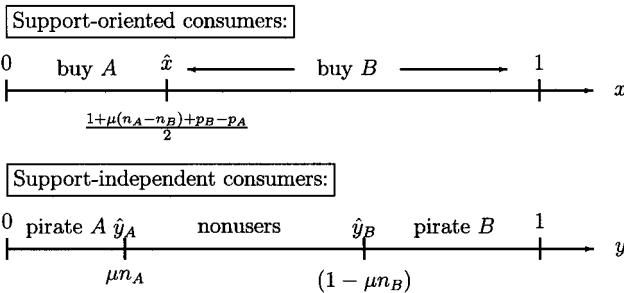 Support-oriented consumers:
0 buy A x̂ buy B 1 x
1+μ(n_A−n_B)+p_B−p_A
2
Support-independent consumers:
0 pirate A ŷ_A nonusers ŷ_B pirate B 1 y
μn_A (1 − μn_B)